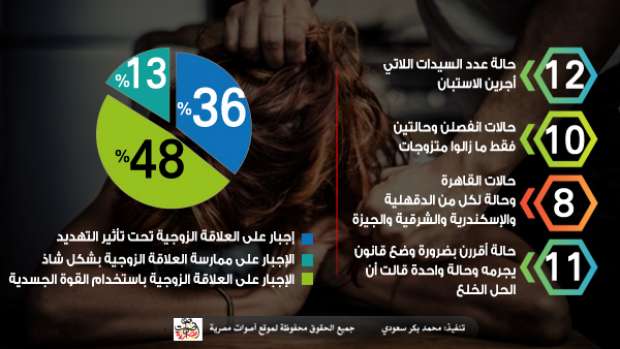 12
حالة عدد السيدات اللاتي
أجرين الاستبان
10
حالات انفصلن وحالتين
فقط ما زالوا متزوجات
8
حالات القاهرة
وحالة لكل من الدقهلية
والإسكندرية والشرقية والجيزة
11
حالة أقررن بضرورة وضع قانون
يجرمه وحالة واحدة قالت أن
الحل الخلع
%13
%36
%48
إجبار على العلاقة الزوجية تحت تأثير التهديد
الإجبار على ممارسة العلاقة الزوجية بشكل شاذ
الإجبار على العلاقة الزوجية باستخدام القوة الجسدية
تنفيذ: محمد بكر سعودي
جميع الحقوق محفوظة لموقع أصوات مصرية